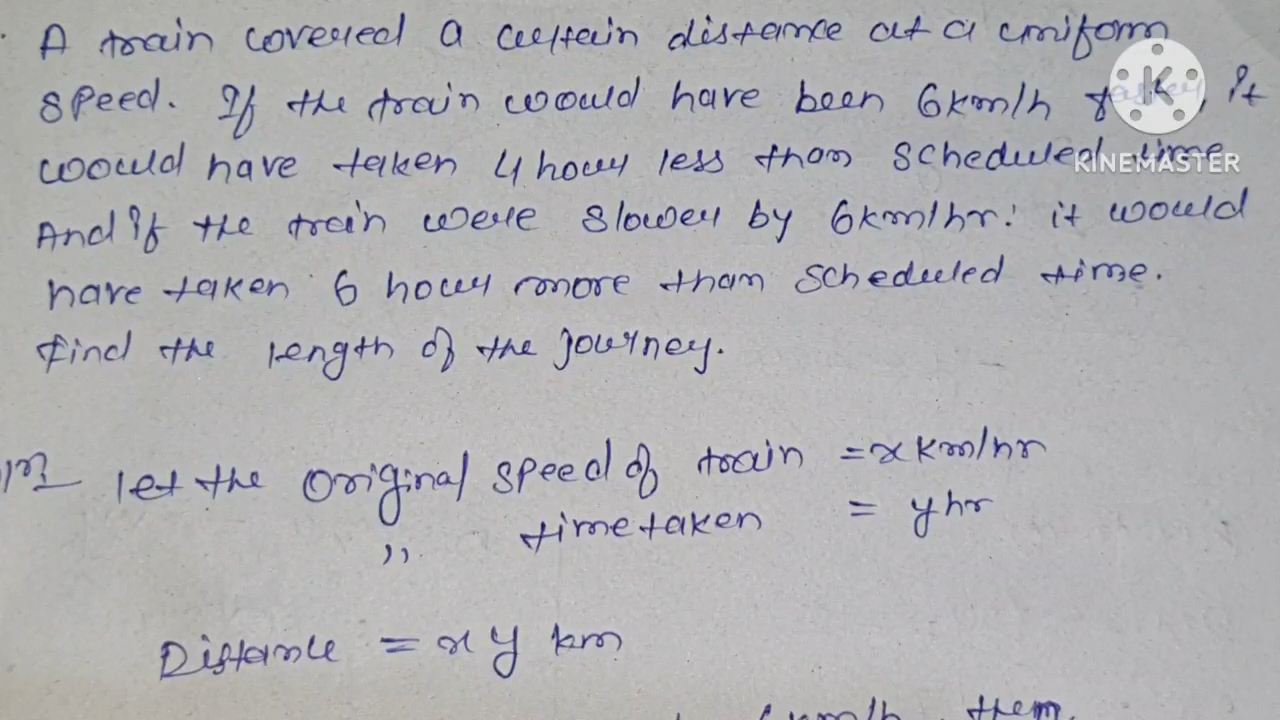 A train covered a certain distance at a uniform
speed. If the train would have been 6km/h faster, it
would have taken 4 hour less than scheduled time
And if the train were slower by 6km/hr. it would
have taken 6 hour more than scheduled time.
find the length of the journey.
let the original speed of train = x km/hr
,, time taken = y hr
Distance = x y km
km/h them
KINEMASTER